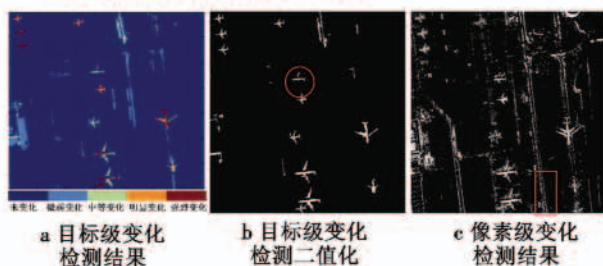 未变化 微弱变化 中等变化 明显变化 强烈变化
a 目标级变化 检测结果
b 目标级变化 检测二值化
c 像素级变化 检测结果